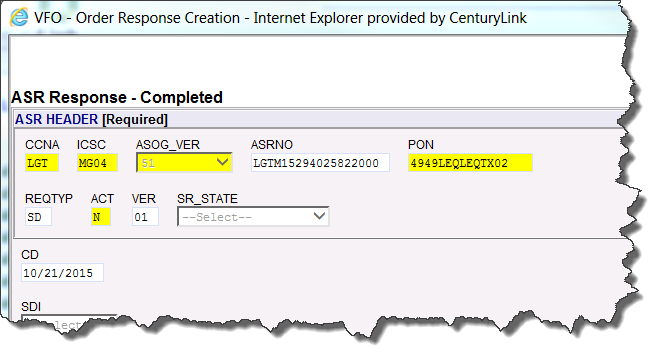 VFO - Order Response Creation - Internet Explorer provided by CenturyLink
ASR Response - Completed
ASR HEADER [Required]
CCNA ICSC ASOG_VER ASRNO PON
LGT MG04 51 LGTM15294025822000 4949LEQLEQTX02
REQTYP ACT VER SR_STATE
SD N 01 --Select--
CD
10/21/2015
SDI